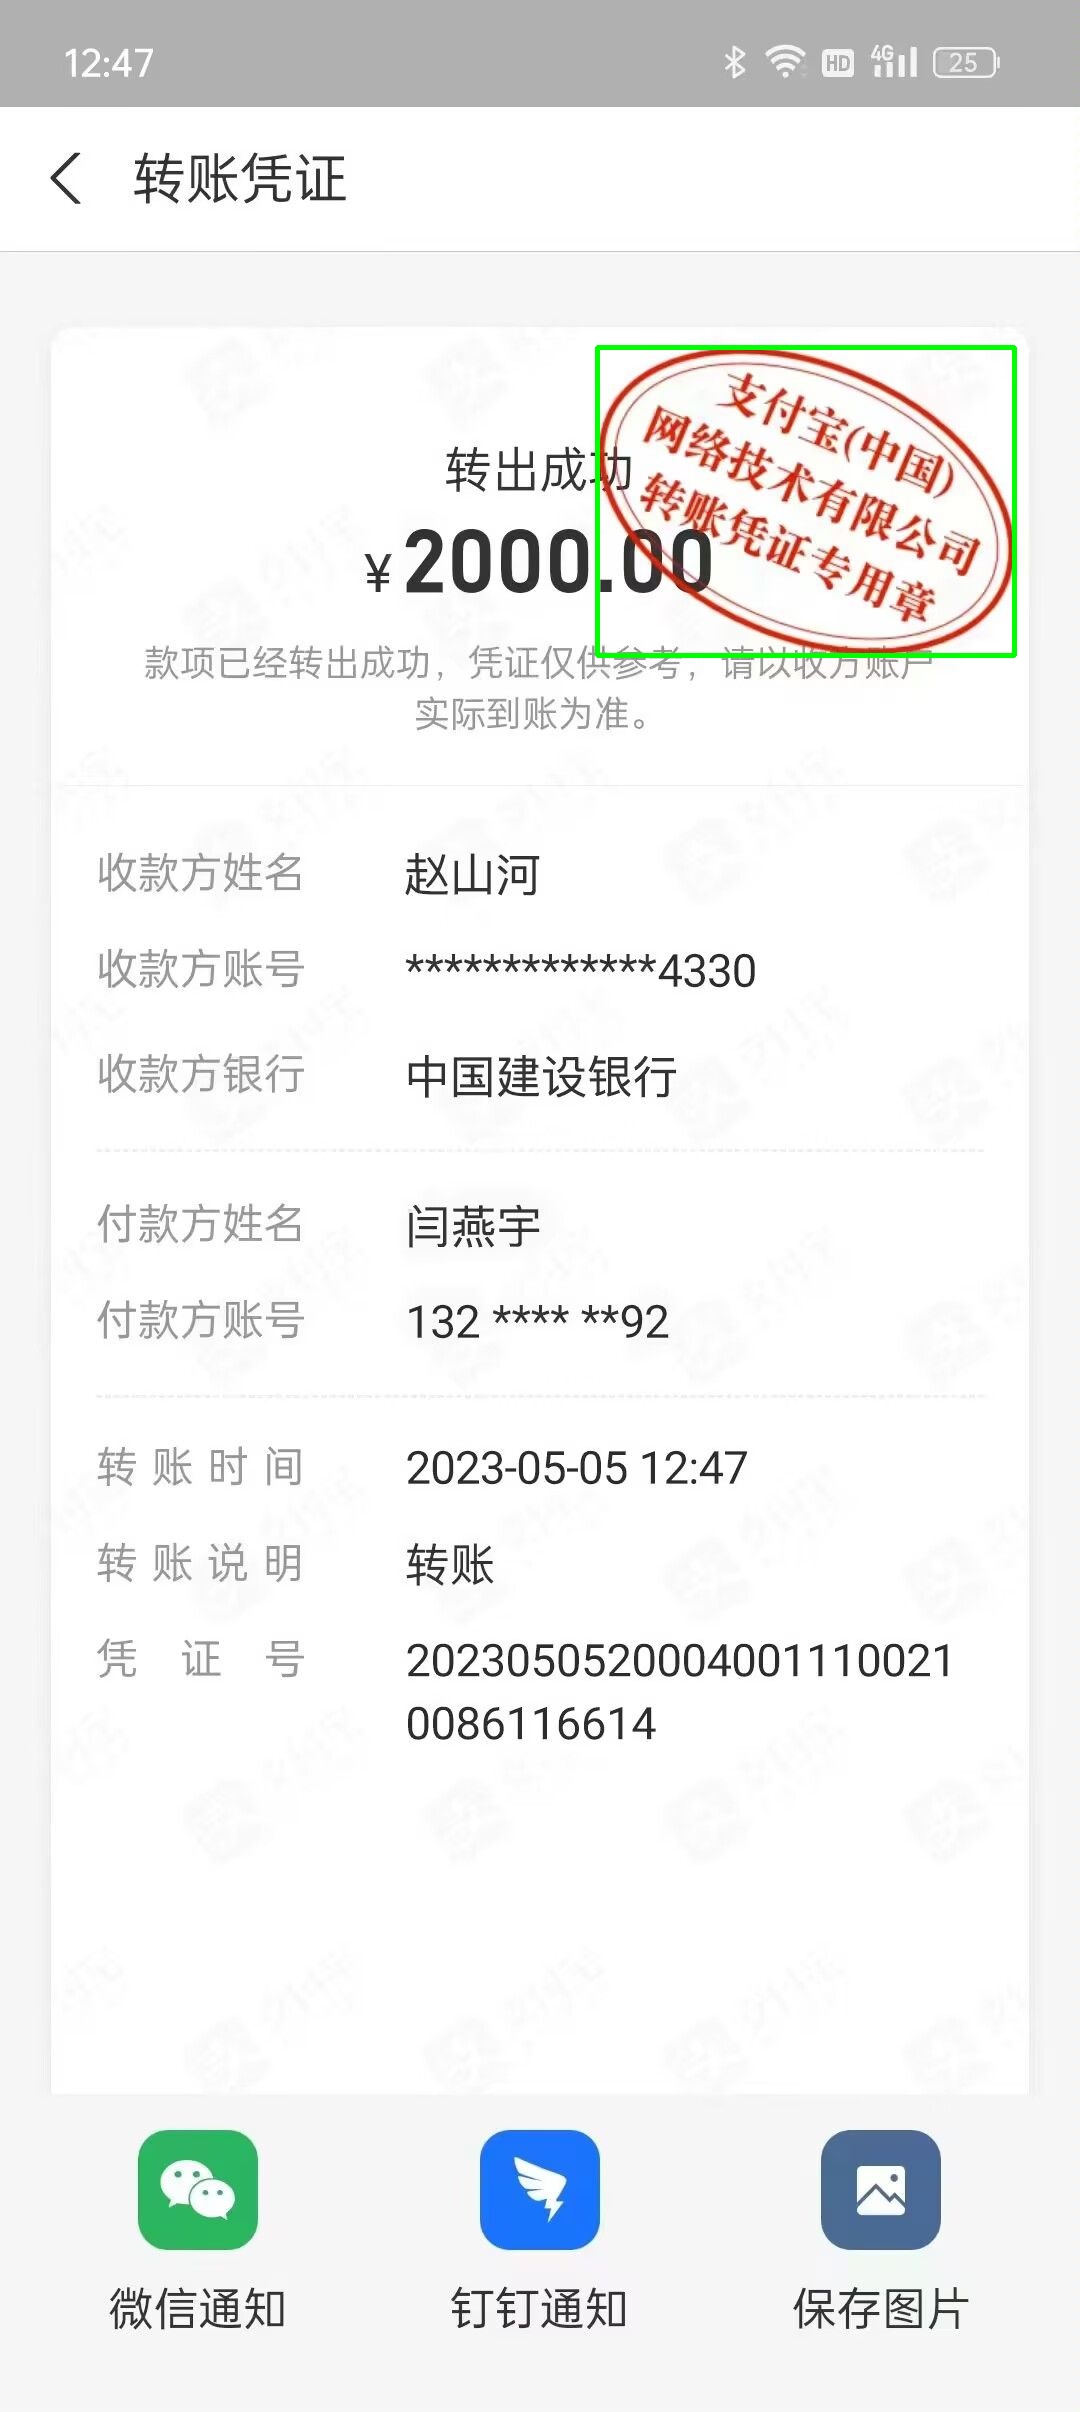 12:47
HD 4G 25
转账凭证
支付宝(中国)
网络技术有限公司
转账凭证专用章
转出成功
¥2000.00
款项已经转出成功，凭证仅供参考，请以收方账户
实际到账为准。
收款方姓名 赵山河
收款方账号 *************4330
收款方银行 中国建设银行
付款方姓名 闫燕宇
付款方账号 132 **** **92
转账时间 2023-05-05 12:47
转账说明 转账
凭证号 2023050520004001110021
0086116614
微信通知 钉钉通知 保存图片